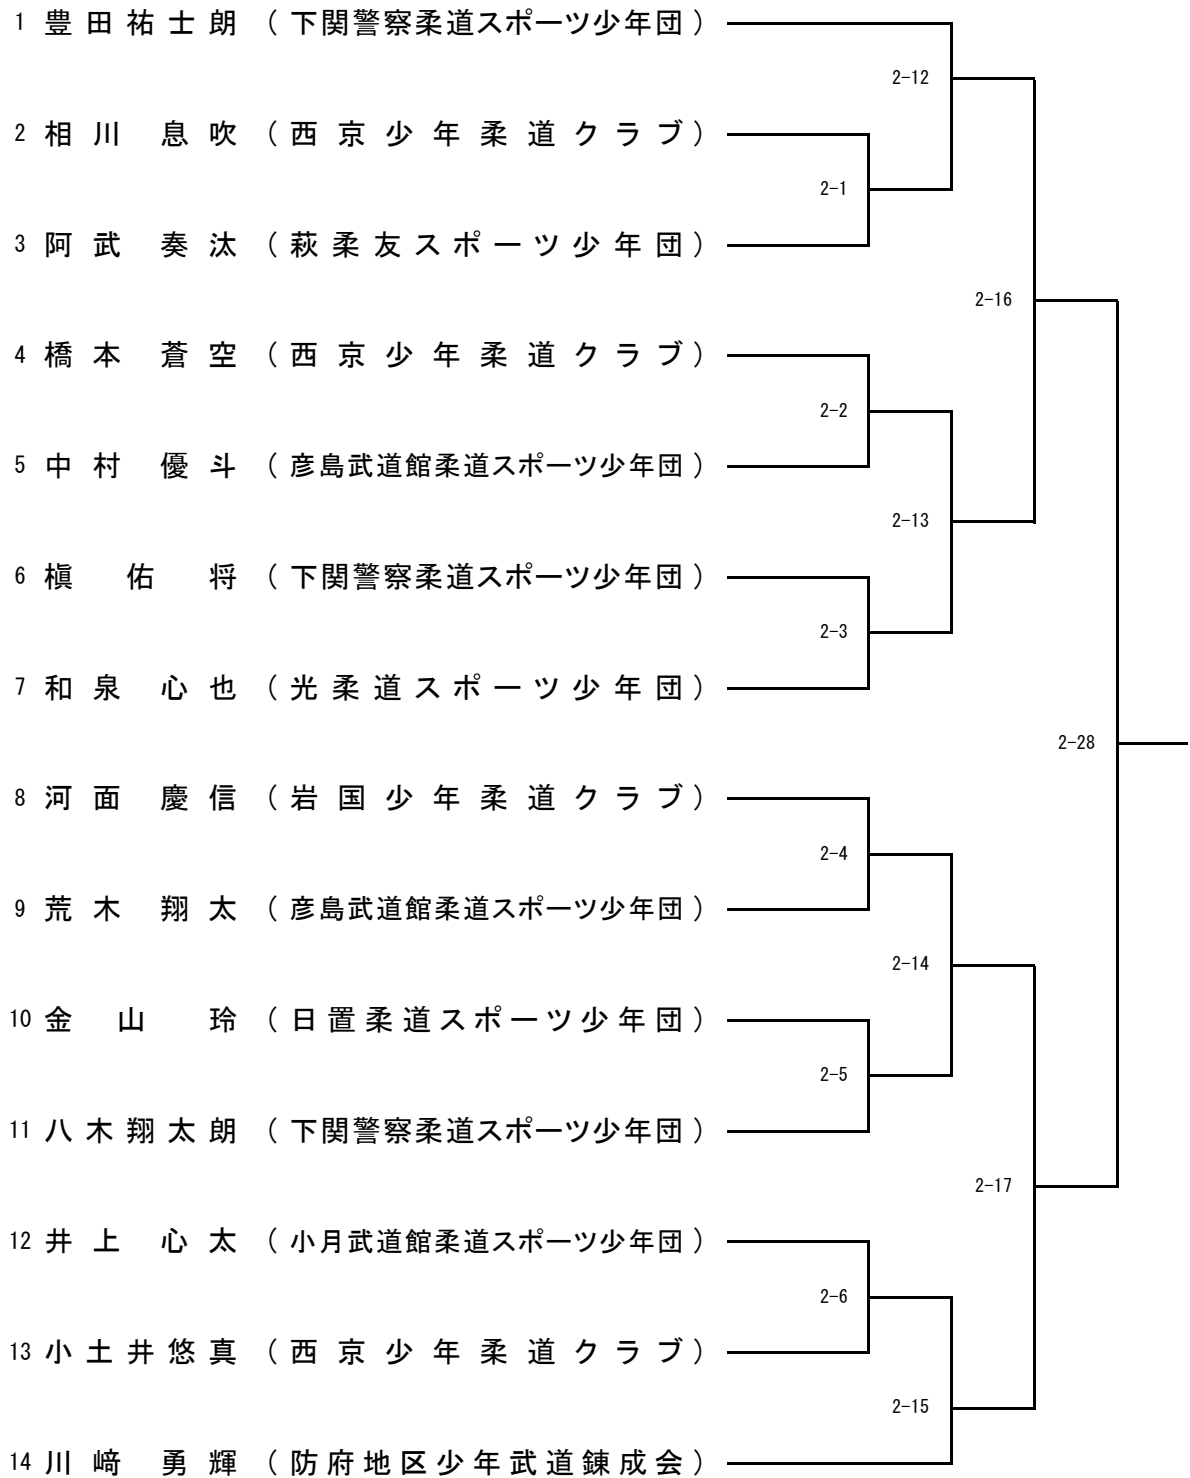 1 豊田祐士朗 （下関警察柔道スポーツ少年団）
2-12
2 相川 息吹 （西京少年柔道クラブ）
2-1
3 阿武 奏汰 （萩柔友スポーツ少年団）
2-16
4 橋本 蒼空 （西京少年柔道クラブ）
2-2
5 中村 優斗 （彦島武道館柔道スポーツ少年団）
2-13
6 槇 佑 将 （下関警察柔道スポーツ少年団）
2-3
7 和泉 心也 （光柔道スポーツ少年団）
2-28
8 河面 慶信 （岩国少年柔道クラブ）
2-4
9 荒木 翔太 （彦島武道館柔道スポーツ少年団）
2-14
10 金 山 玲 （日置柔道スポーツ少年団）
2-5
11 八木翔太朗 （下関警察柔道スポーツ少年団）
2-17
12 井上 心太 （小月武道館柔道スポーツ少年団）
2-6
13 小土井悠真 （西京少年柔道クラブ）
2-15
14 川﨑 勇輝 （防府地区少年武道錬成会）